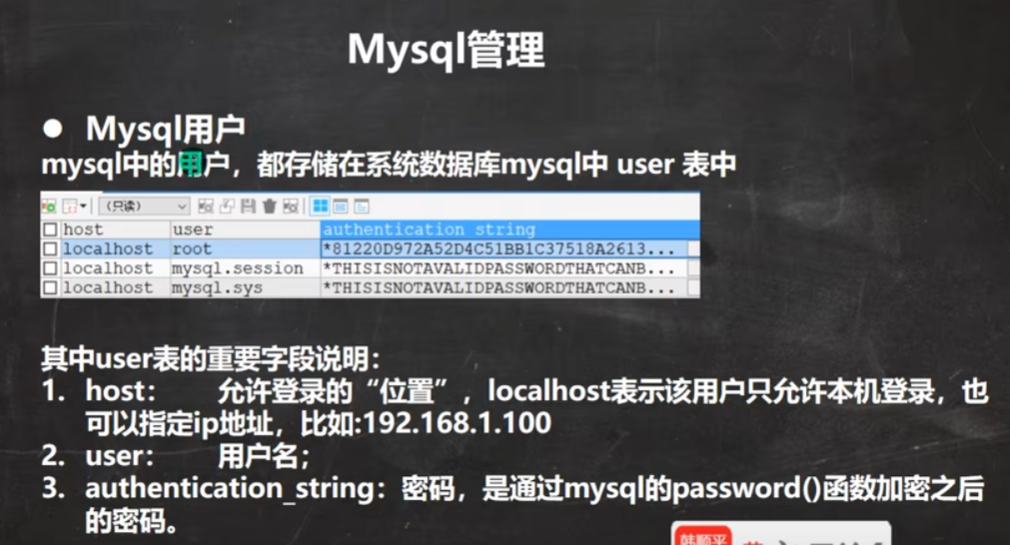 Mysql管理
● Mysql用户
mysql中的用户，都存储在系统数据库mysql中 user 表中
（只读）
host user authentication string
localhost root *81220D972A52D4C51BB1C37518A2613...
localhost mysql.session *THISISNOTAVALIDPASSWORDTHATCANB...
localhost mysql.sys *THISISNOTAVALIDPASSWORDTHATCANB...
其中user表的重要字段说明：
1. host： 允许登录的“位置”，localhost表示该用户只允许本机登录，也
可以指定ip地址，比如:192.168.1.100
2. user： 用户名；
3. authentication_string：密码，是通过mysql的password()函数加密之后
的密码。
韩顺平